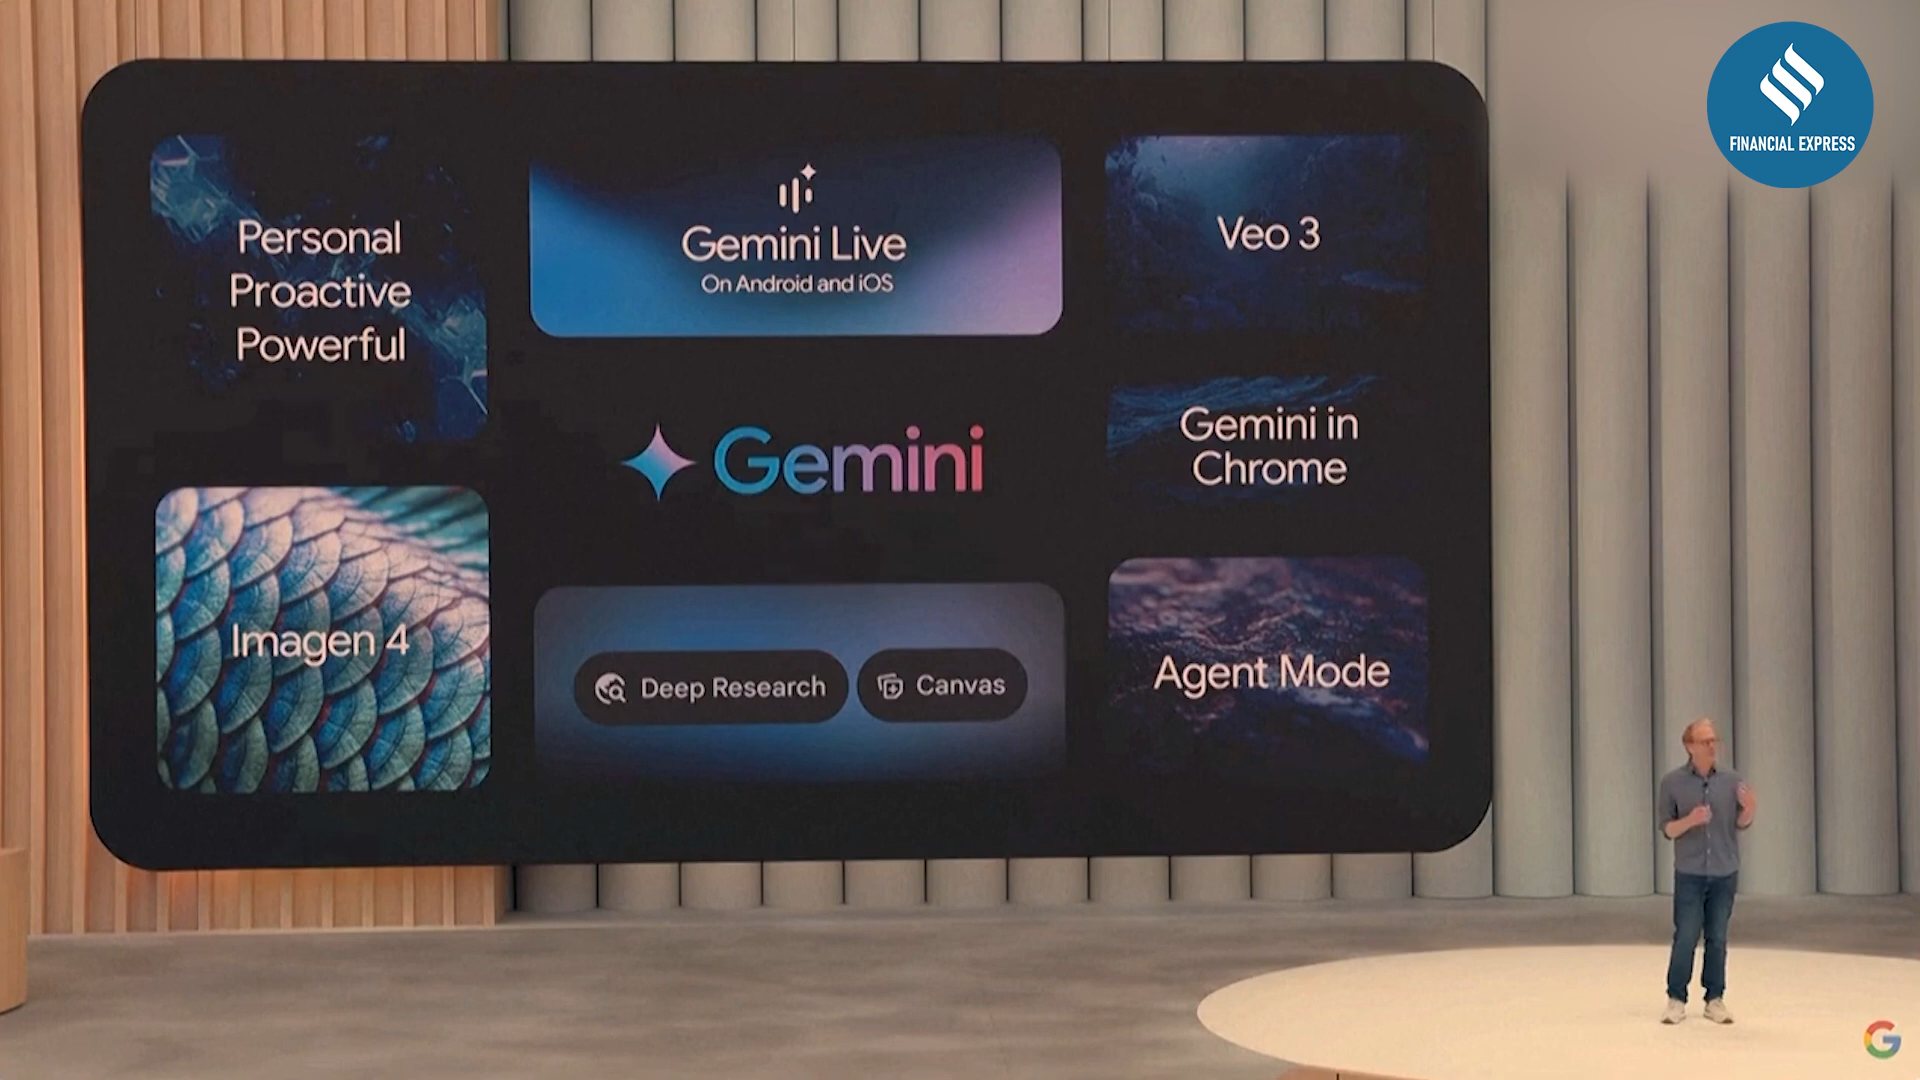 FINANCIAL EXPRESS
Personal
Proactive
Powerful
Gemini Live
On Android and iOS
Veo 3
Gemini
Gemini in
Chrome
Imagen 4
Deep Research
Canvas
Agent Mode
G